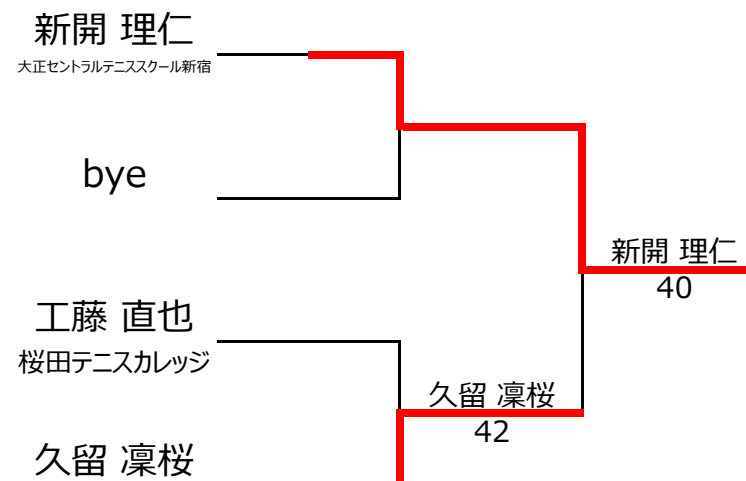 新開 理仁
大正セントラルテニススクール新宿
bye
新開 理仁
40
工藤 直也
桜田テニスカレッジ
久留 凜桜
42
久留 凜桜